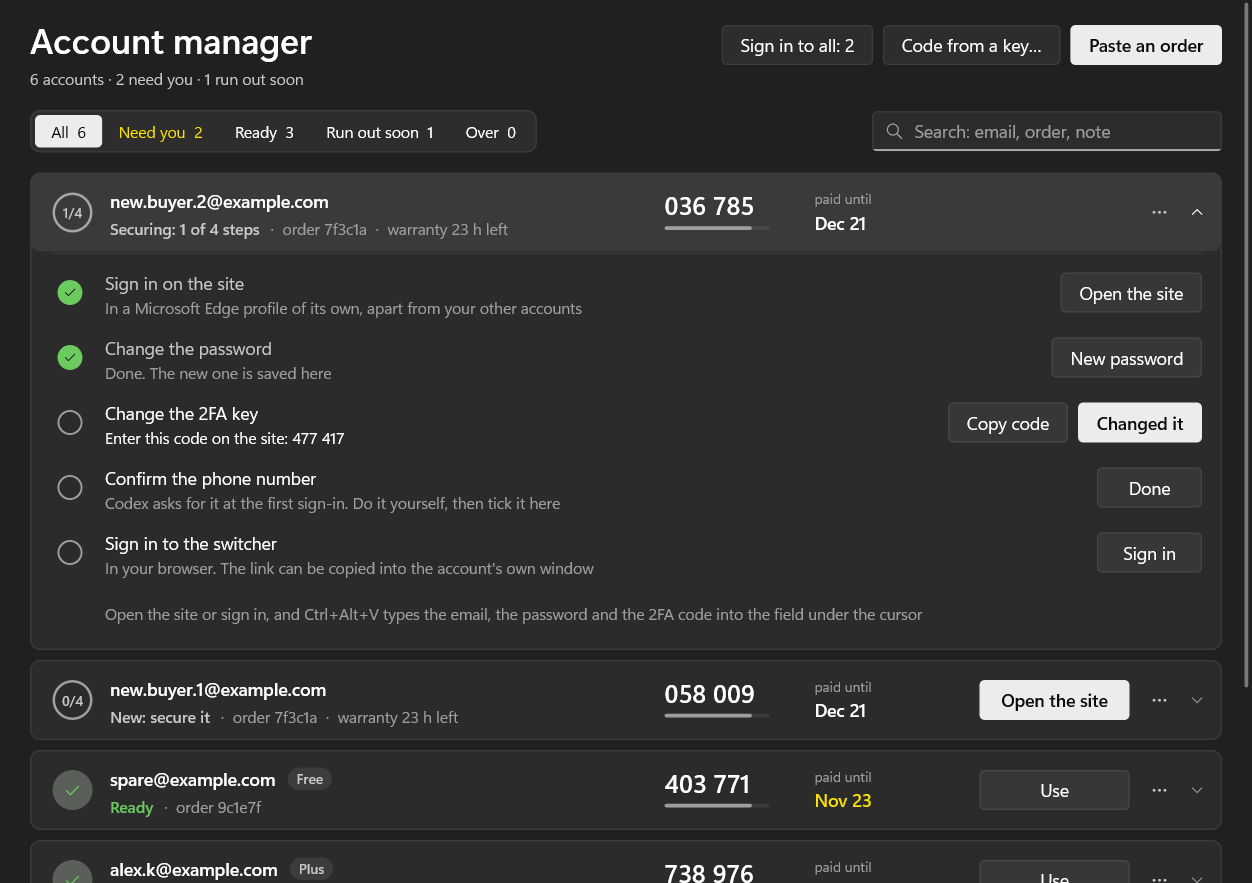 Account manager
6 accounts · 2 need you · 1 run out soon
Sign in to all: 2
Code from a key...
Paste an order
All 6
Need you 2
Ready 3
Run out soon 1
Over 0
Search: email, order, note
1/4
new.buyer.2@example.com
Securing: 1 of 4 steps · order 7f3c1a · warranty 23 h left
036 785
paid until
Dec 21
Sign in on the site
In a Microsoft Edge profile of its own, apart from your other accounts
Open the site
Change the password
Done. The new one is saved here
New password
Change the 2FA key
Enter this code on the site: 477 417
Copy code
Changed it
Confirm the phone number
Codex asks for it at the first sign-in. Do it yourself, then tick it here
Done
Sign in to the switcher
In your browser. The link can be copied into the account's own window
Sign in
Open the site or sign in, and Ctrl+Alt+V types the email, the password and the 2FA code into the field under the cursor
0/4
new.buyer.1@example.com
New: secure it · order 7f3c1a · warranty 23 h left
058 009
paid until
Dec 21
Open the site
spare@example.com Free
Ready · order 9c1e7f
403 771
paid until
Nov 23
Use
alex.k@example.com Plus
738 976
paid until
Use